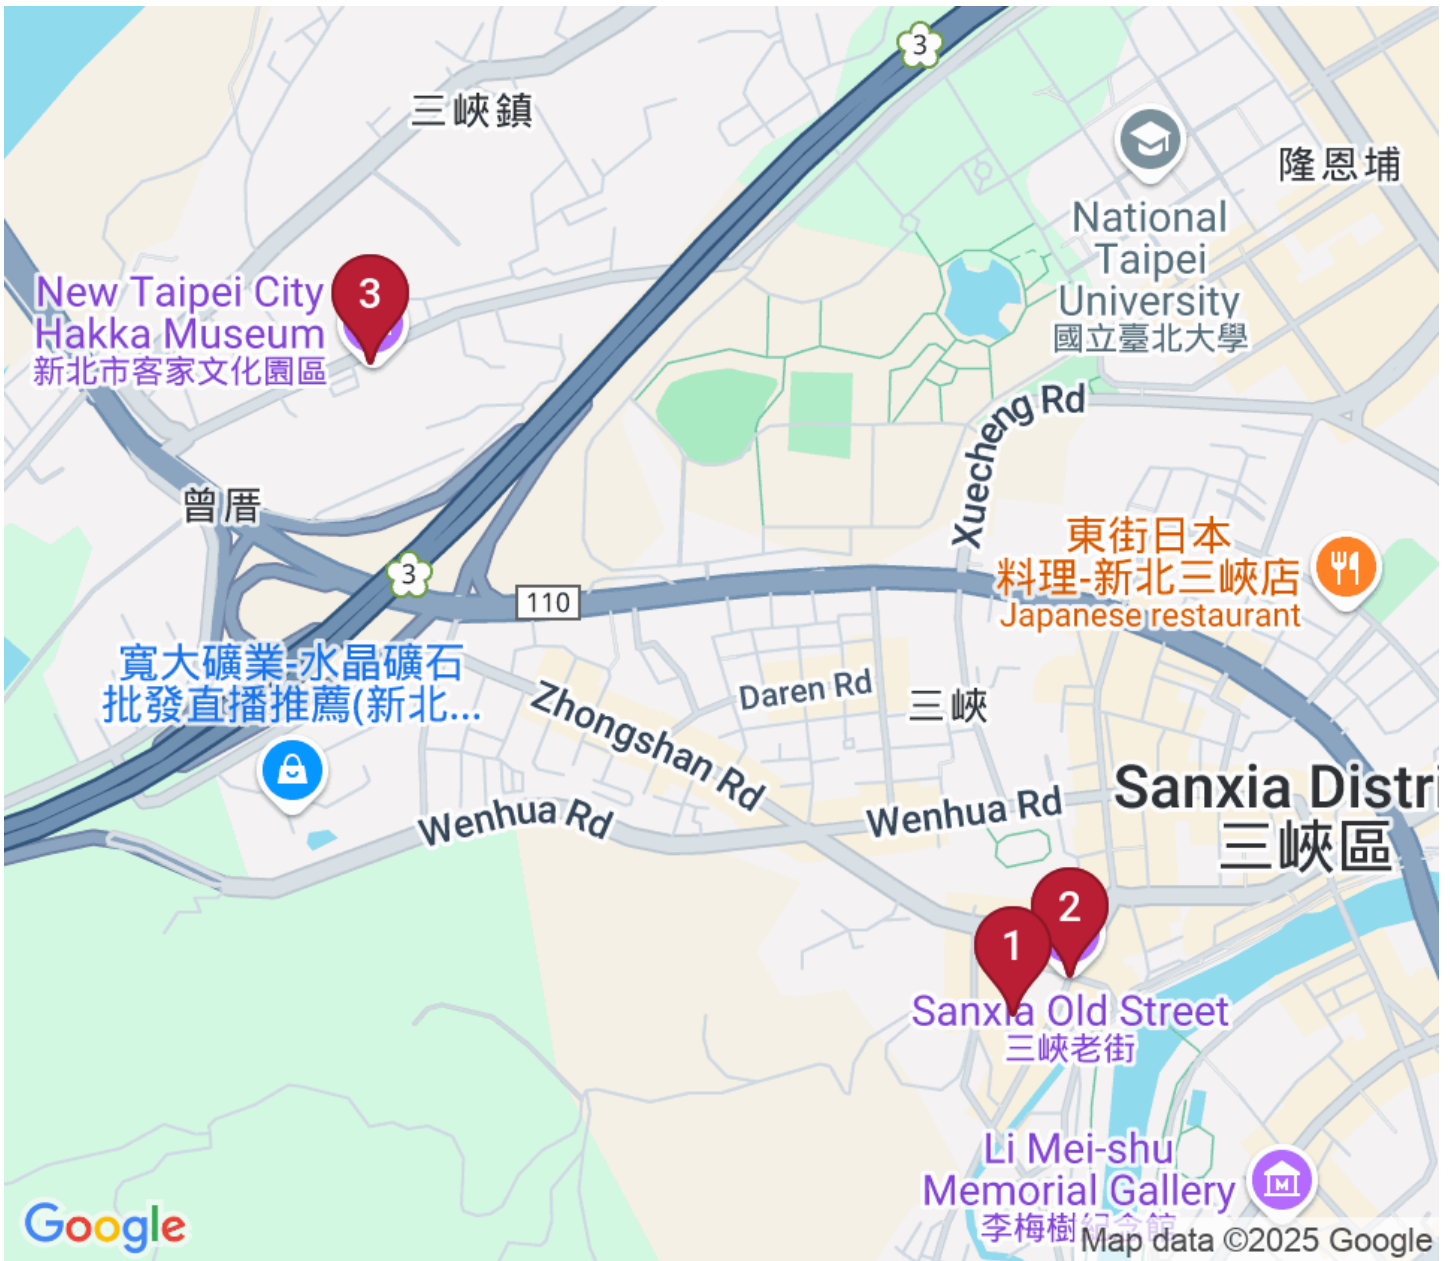 3
三峽鎮
隆恩埔
National
Taipei
University
國立臺北大學
New Taipei City
Hakka Museum
新北市客家文化園區
3
Xuecheng Rd
曾厝
東街日本
料理-新北三峽店
Japanese restaurant
3
110
寬大礦業-水晶礦石
批發直播推薦(新北...
Daren Rd
三峽
Zhongshan Rd
Sanxia Distri
三峽區
Wenhua Rd
Wenhua Rd
2
1
Sanxia Old Street
三峽老街
Li Mei-shu
Memorial Gallery
李梅樹紀念館
Google
Map data ©2025 Google